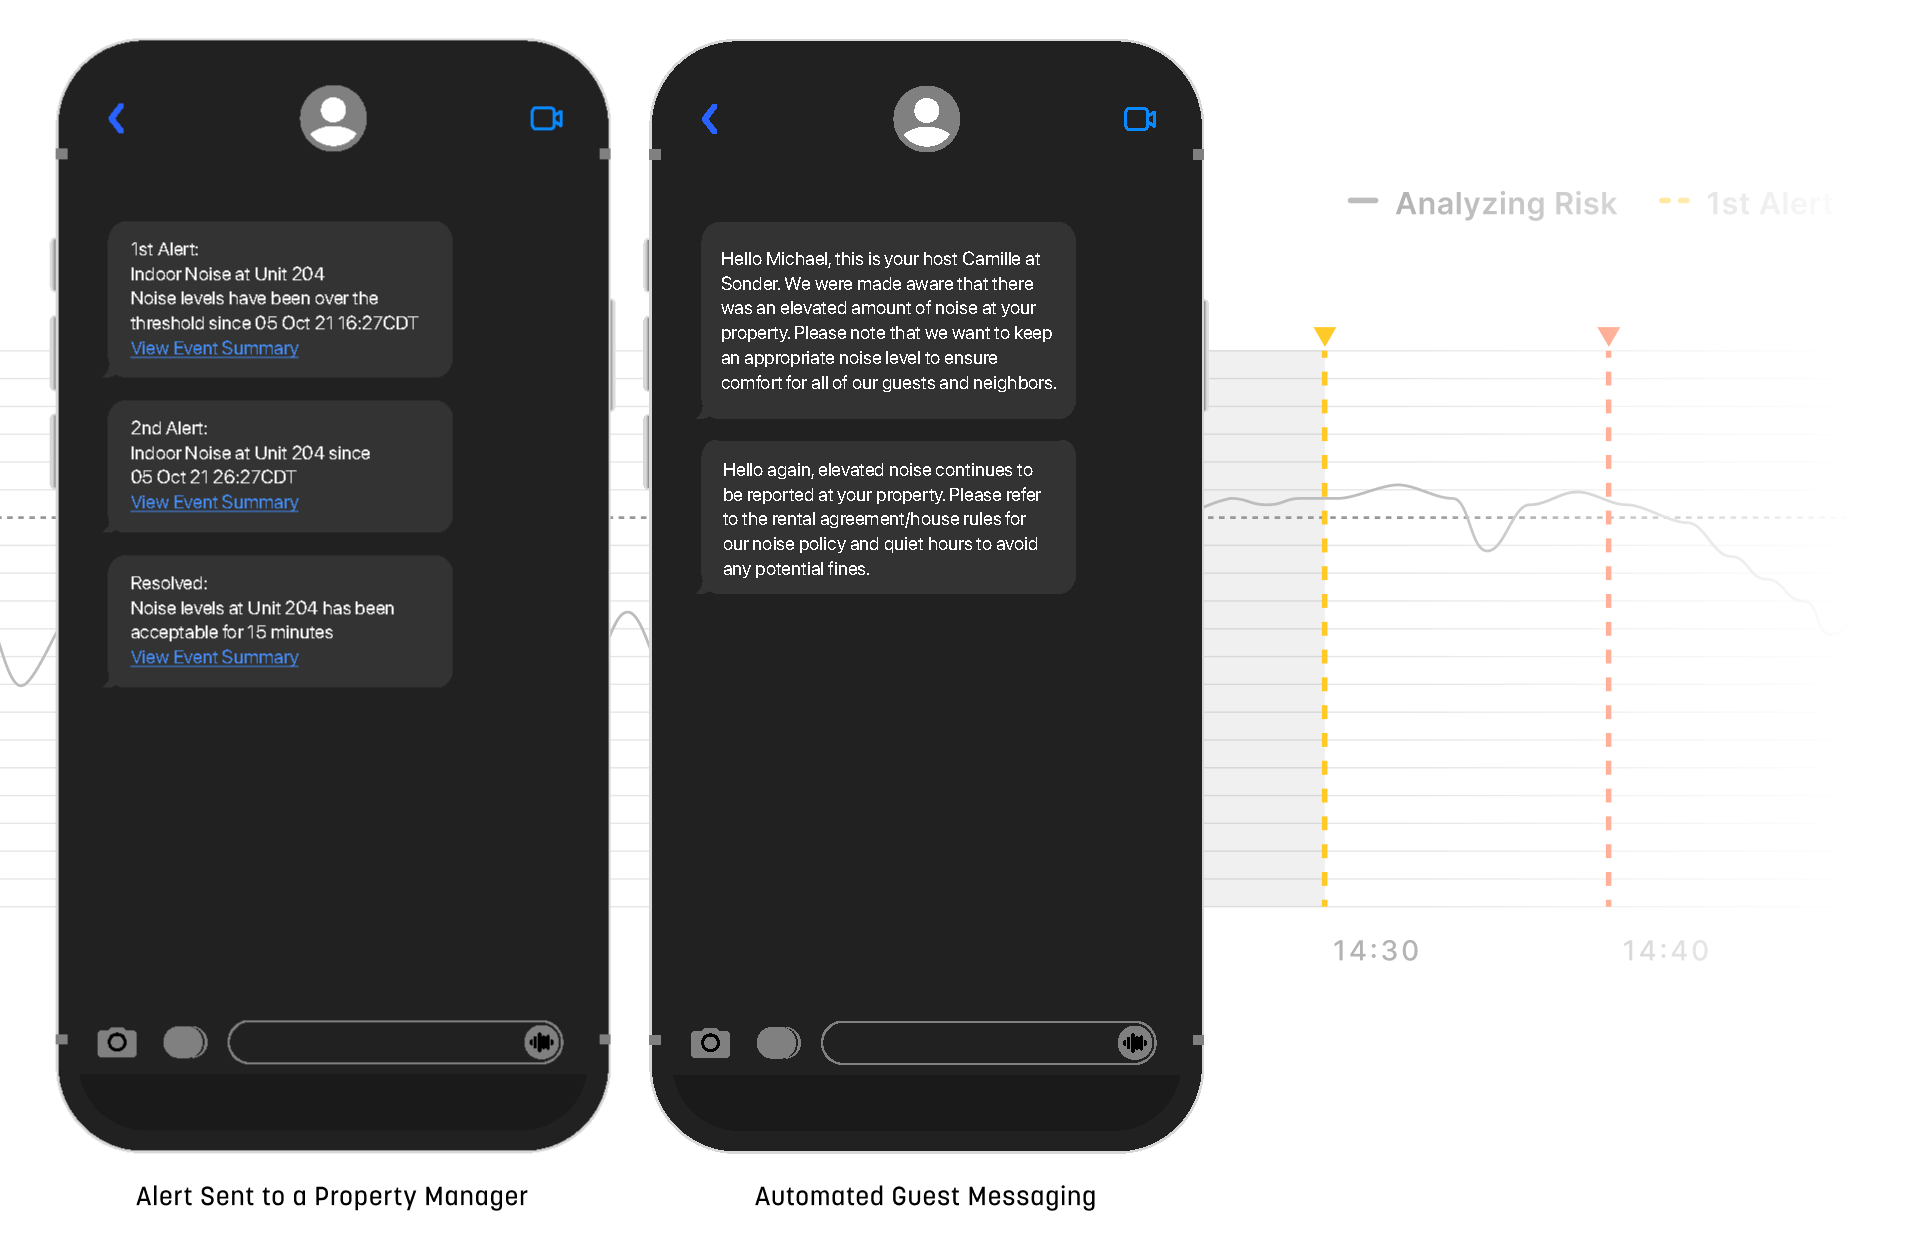 1st Alert:
Indoor Noise at Unit 204
Noise levels have been over the
threshold since 05 Oct 21 16:27CDT
View Event Summary
2nd Alert:
Indoor Noise at Unit 204 since
05 Oct 21 26:27CDT
View Event Summary
Resolved:
Noise levels at Unit 204 has been
acceptable for 15 minutes
View Event Summary
Alert Sent to a Property Manager
Hello Michael, this is your host Camille at
Sonder. We were made aware that there
was an elevated amount of noise at your
property. Please note that we want to keep
an appropriate noise level to ensure
comfort for all of our guests and neighbors.
Hello again, elevated noise continues to
be reported at your property. Please refer
to the rental agreement/house rules for
our noise policy and quiet hours to avoid
any potential fines.
Automated Guest Messaging
Analyzing Risk
1st Alert
14:30
14:40